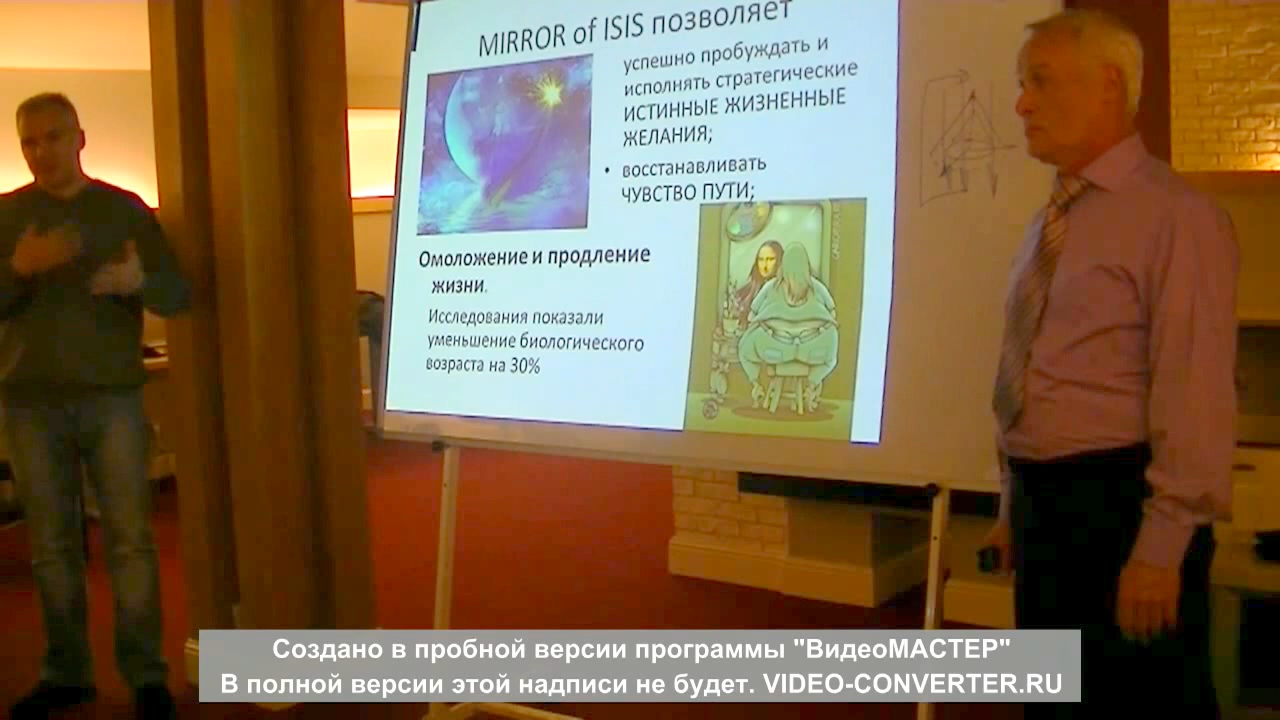 MIRROR of ISIS позволяет
успешно пробуждать и
исполнять стратегические
ИСТИННЫЕ ЖИЗНЕННЫЕ
ЖЕЛАНИЯ;
• восстанавливать
ЧУВСТВО ПУТИ;
Омоложение и продление
жизни.
Исследования показали
уменьшение биологического
возраста на 30%
Создано в пробной версии программы "ВидеоМАСТЕР"
В полной версии этой надписи не будет. VIDEO-CONVERTER.RU